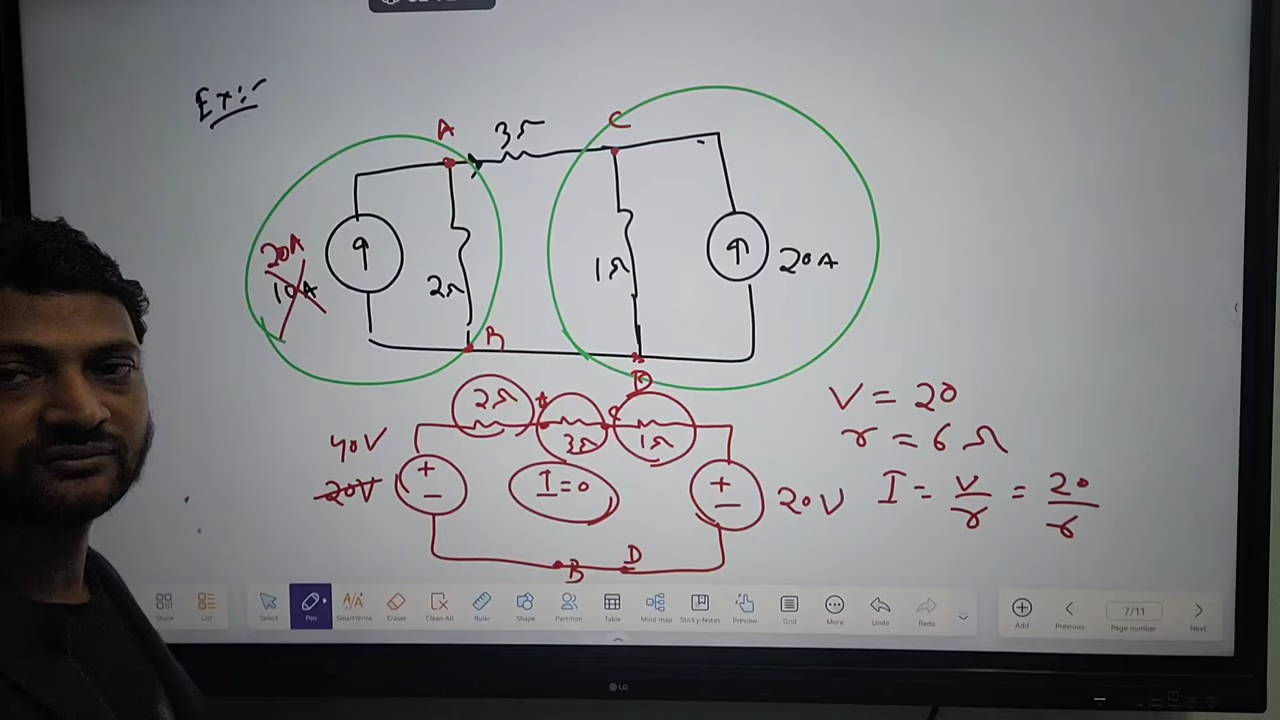 Ex:-
A
3Ω
C
20A
10A
2Ω
1Ω
20A
B
D
2Ω
A
3Ω
C
1Ω
40V
20V
+
-
I=0
+
-
20V
B
D
V = 20
r = 6 Ω
I = V/r = 20/r
Share
List
Select
Pen
SmartWrite
Eraser
Clean All
Ruler
Shape
Partition
Table
Mind map
Sticky-Notes
Preview
Grid
More
Undo
Redo
Add
Previous
7/11
Page number
Next
LG